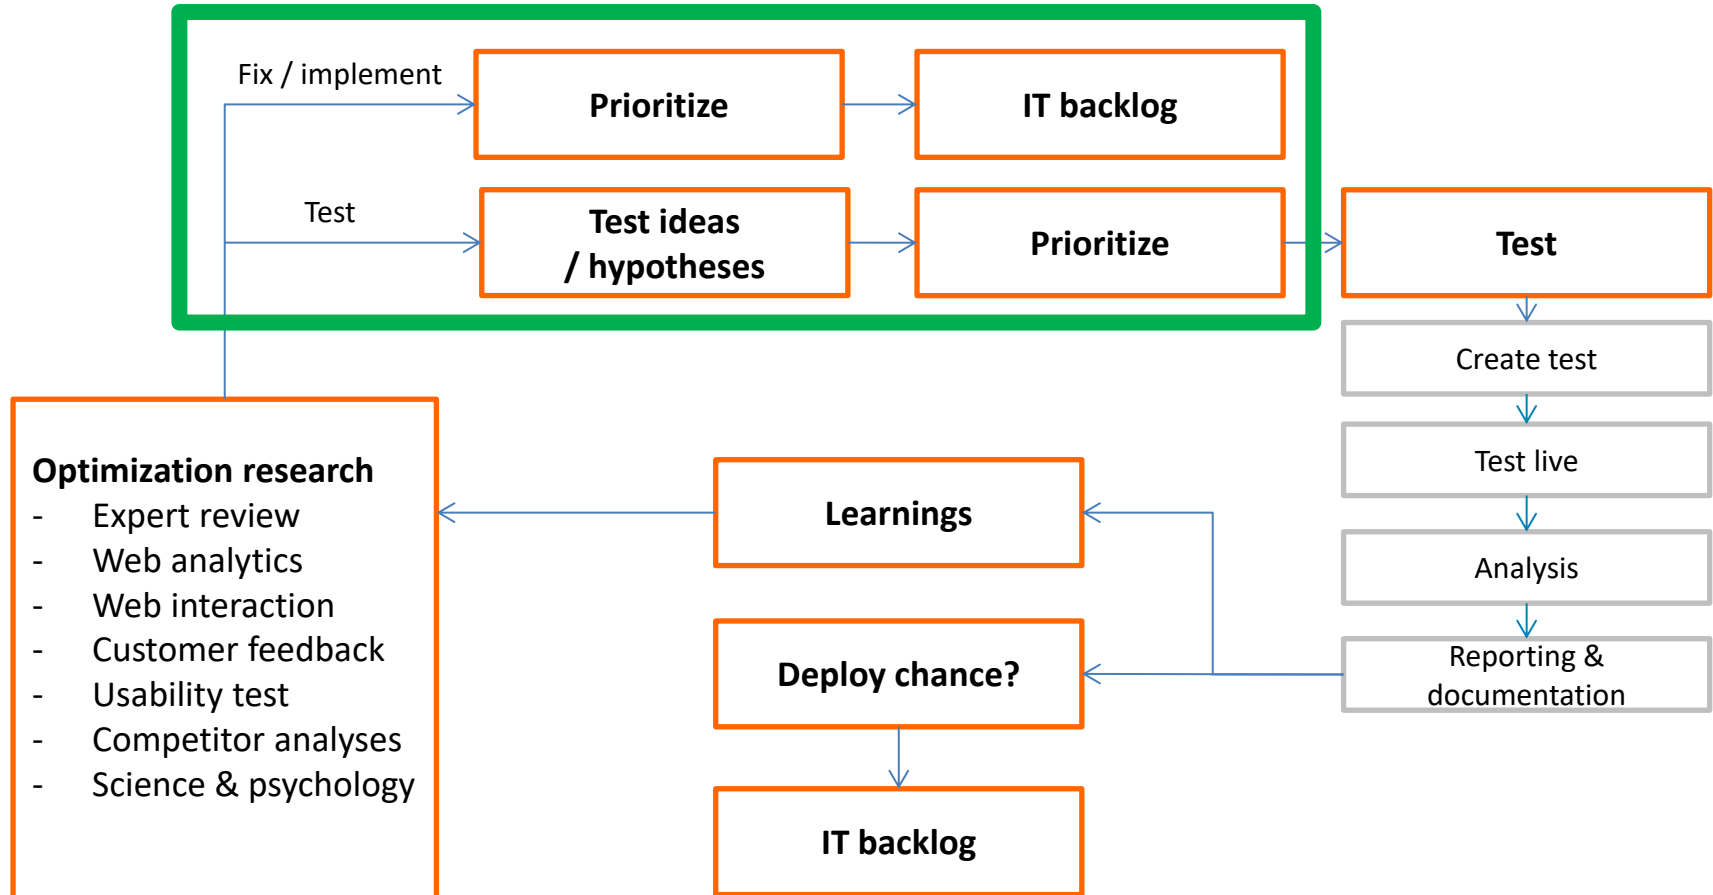 Fix / implement
Prioritize
IT backlog
Test
Test ideas
/ hypotheses
Prioritize
Test
Create test
Test live
Analysis
Reporting &
documentation
Learnings
Deploy chance?
IT backlog
Optimization research
- Expert review
- Web analytics
- Web interaction
- Customer feedback
- Usability test
- Competitor analyses
- Science & psychology